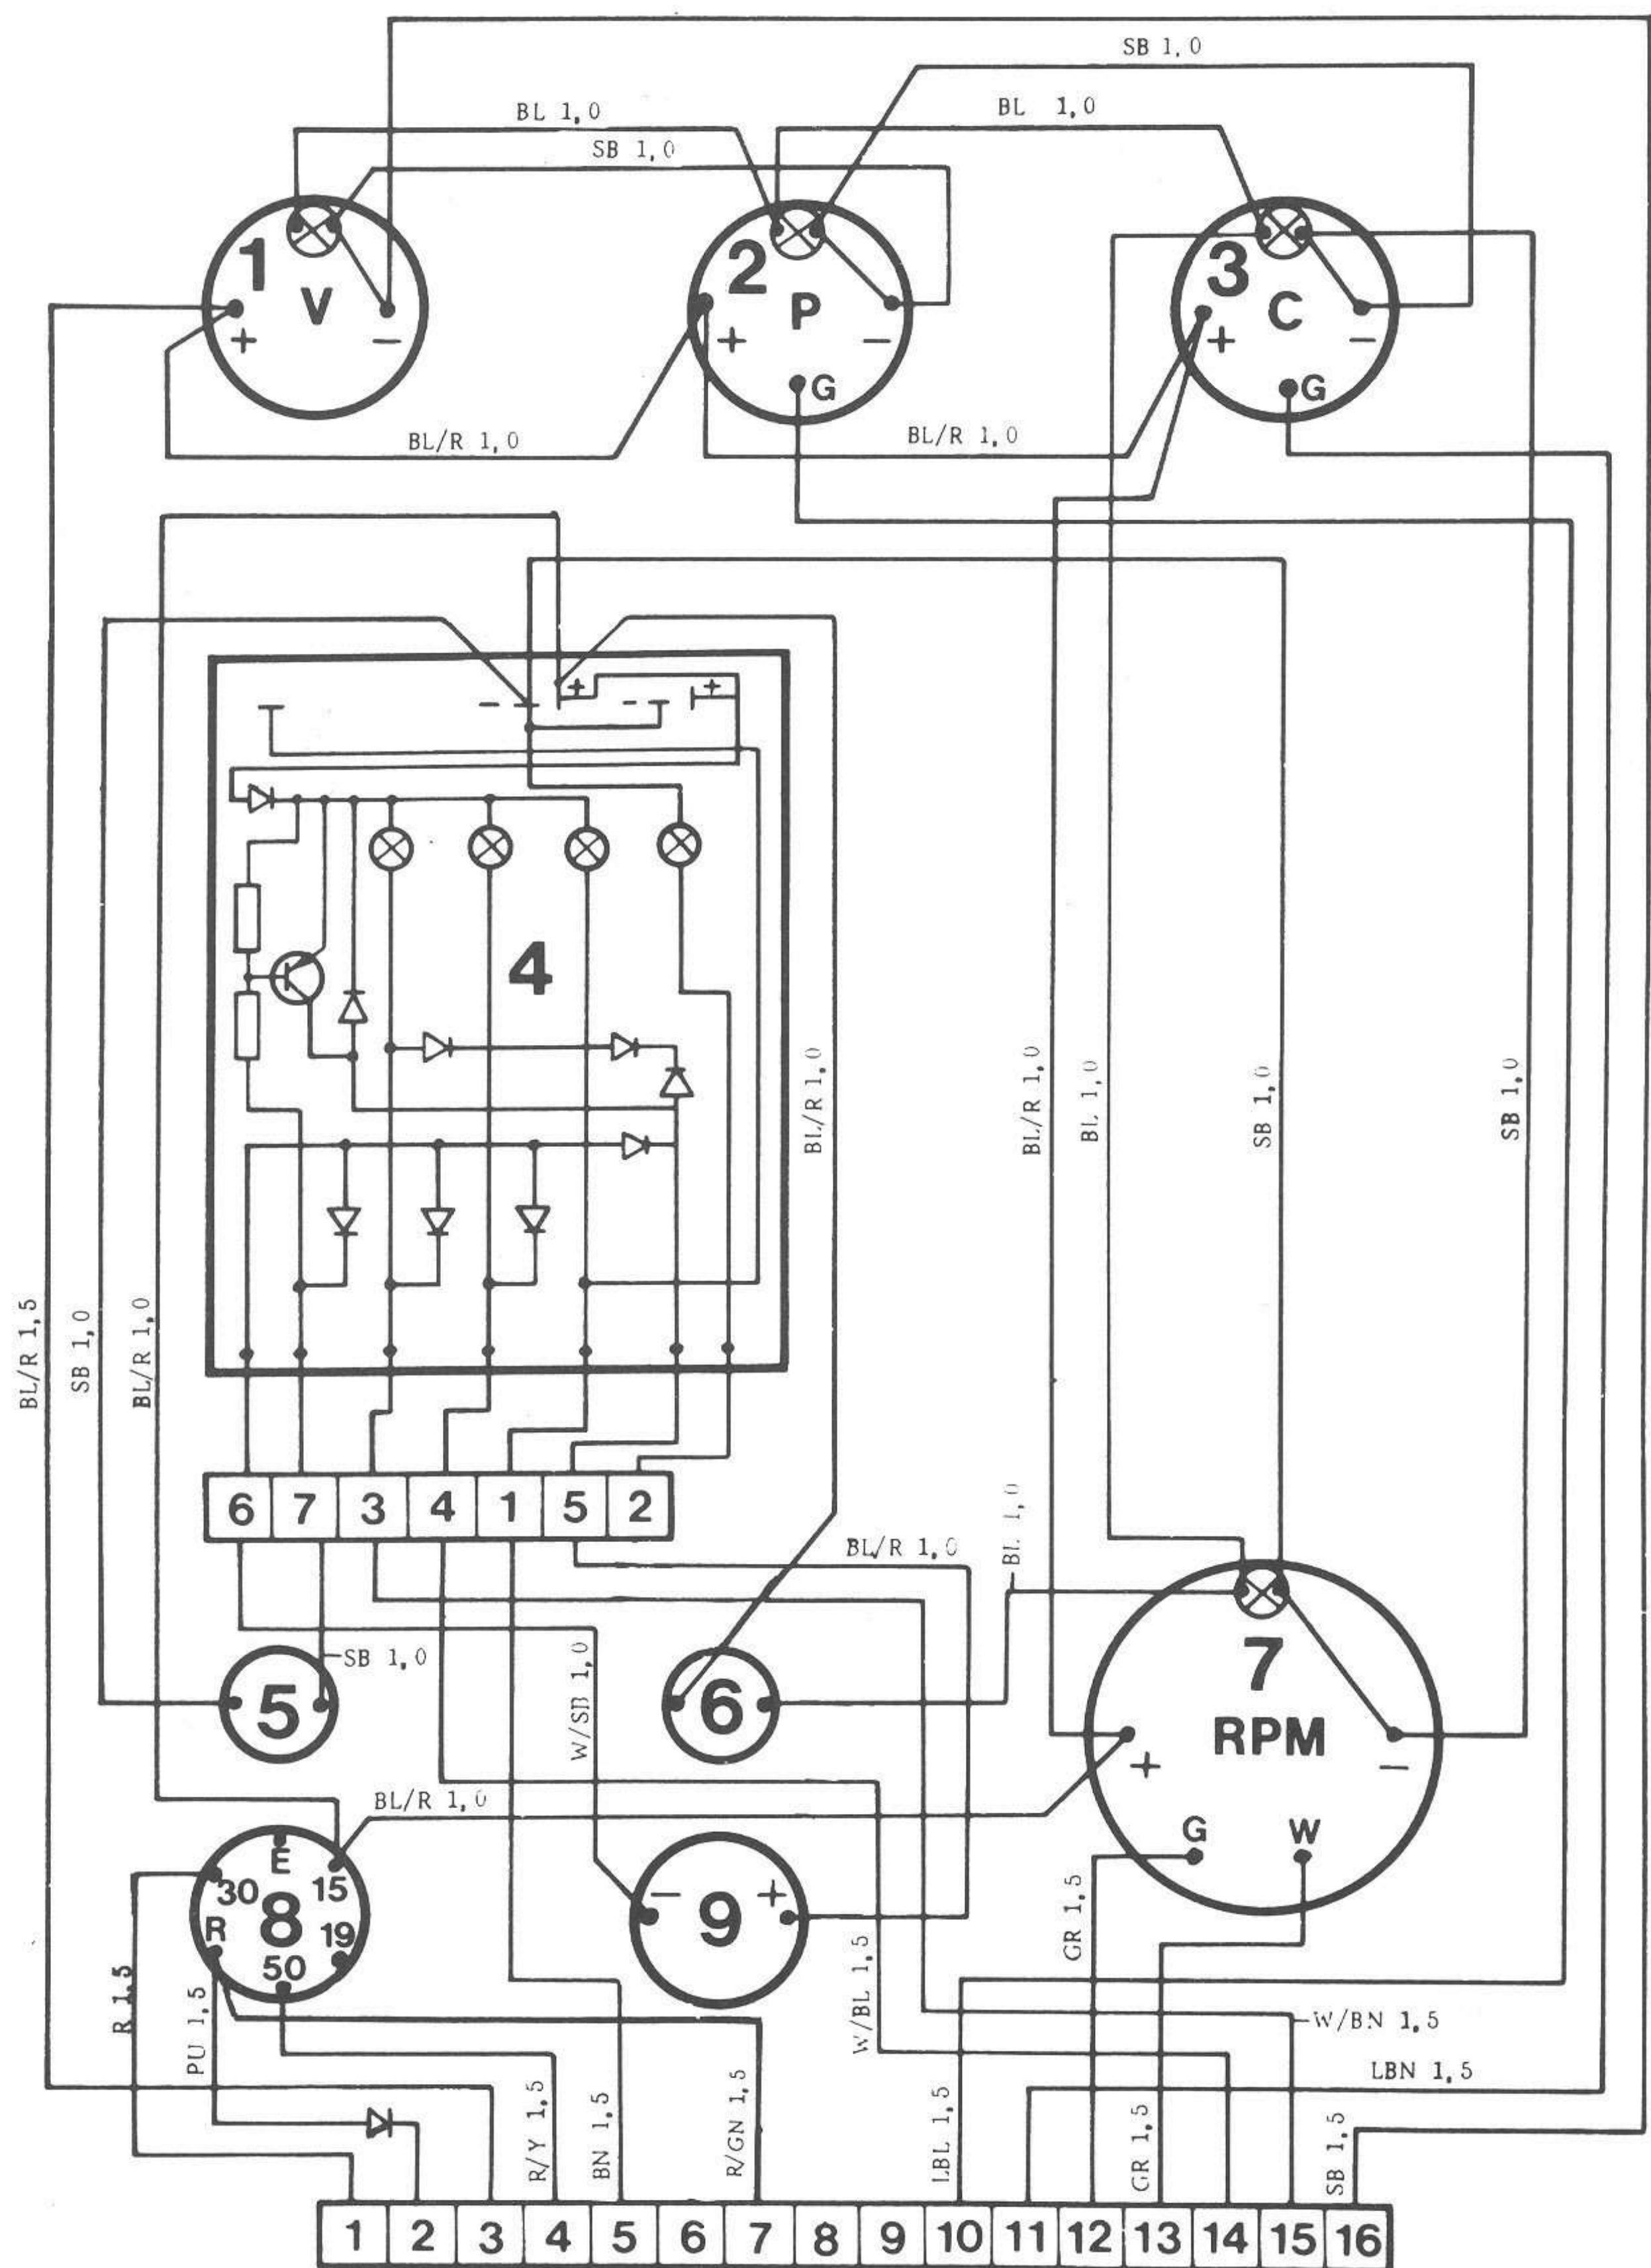 SB 1,0
BL 1,0
BL 1,0
SB 1,0
1
V
+
−
2
P
+
−
G
3
C
+
−
G
BL/R 1,0
BL/R 1,0
-
+
-
+
4
BL/R 1,0
BL/R 1,0
BL 1,0
SB 1,0
SB 1,0
BL/R 1,5
SB 1,0
BL/R 1,0
6 7 3 4 1 5 2
BL/R 1,0
BL 1,0
SB 1,0
W/SB 1,0
5
6
7
RPM
+
−
G
W
BL/R 1,0
E
30
15
8
R
19
50
−
+
9
R 1,5
PU 1,5
W/BL 1,5
GR 1,5
W/BN 1,5
LBN 1,5
R/Y 1,5
BN 1,5
R/GN 1,5
LBL 1,5
GR 1,5
SB 1,5
1 2 3 4 5 6 7 8 9 10 11 12 13 14 15 16